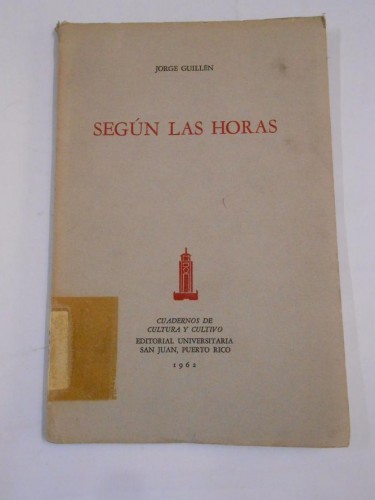 JORGE GUILLÉN
SEGÚN LAS HORAS
CUADERNOS DE
CULTURA Y CULTIVO
EDITORIAL UNIVERSITARIA
SAN JUAN, PUERTO RICO
1962